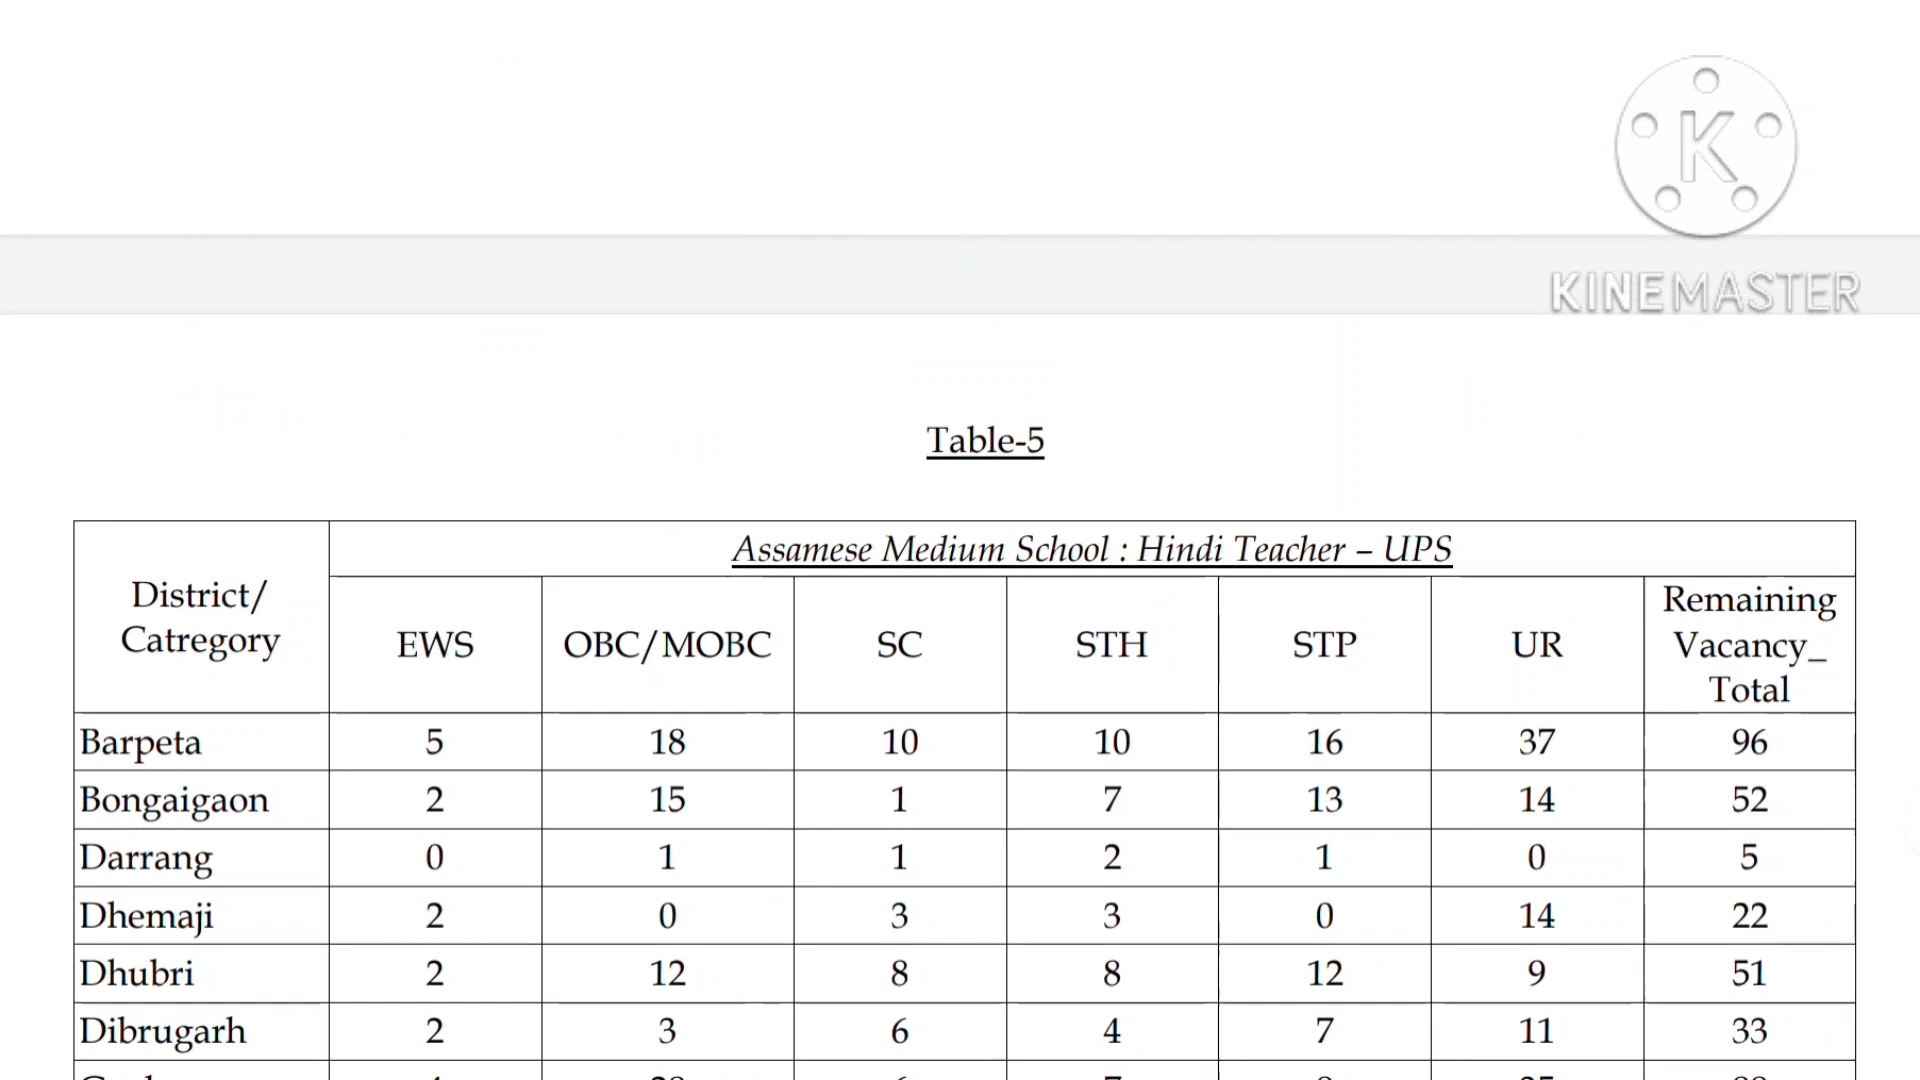 K
KINEMASTER
Table-5
Assamese Medium School : Hindi Teacher – UPS
District/
Catregory
EWS OBC/MOBC SC STH STP UR Remaining
Vacancy_
Total
Barpeta 5 18 10 10 16 37 96
Bongaigaon 2 15 1 7 13 14 52
Darrang 0 1 1 2 1 0 5
Dhemaji 2 0 3 3 0 14 22
Dhubri 2 12 8 8 12 9 51
Dibrugarh 2 3 6 4 7 11 33